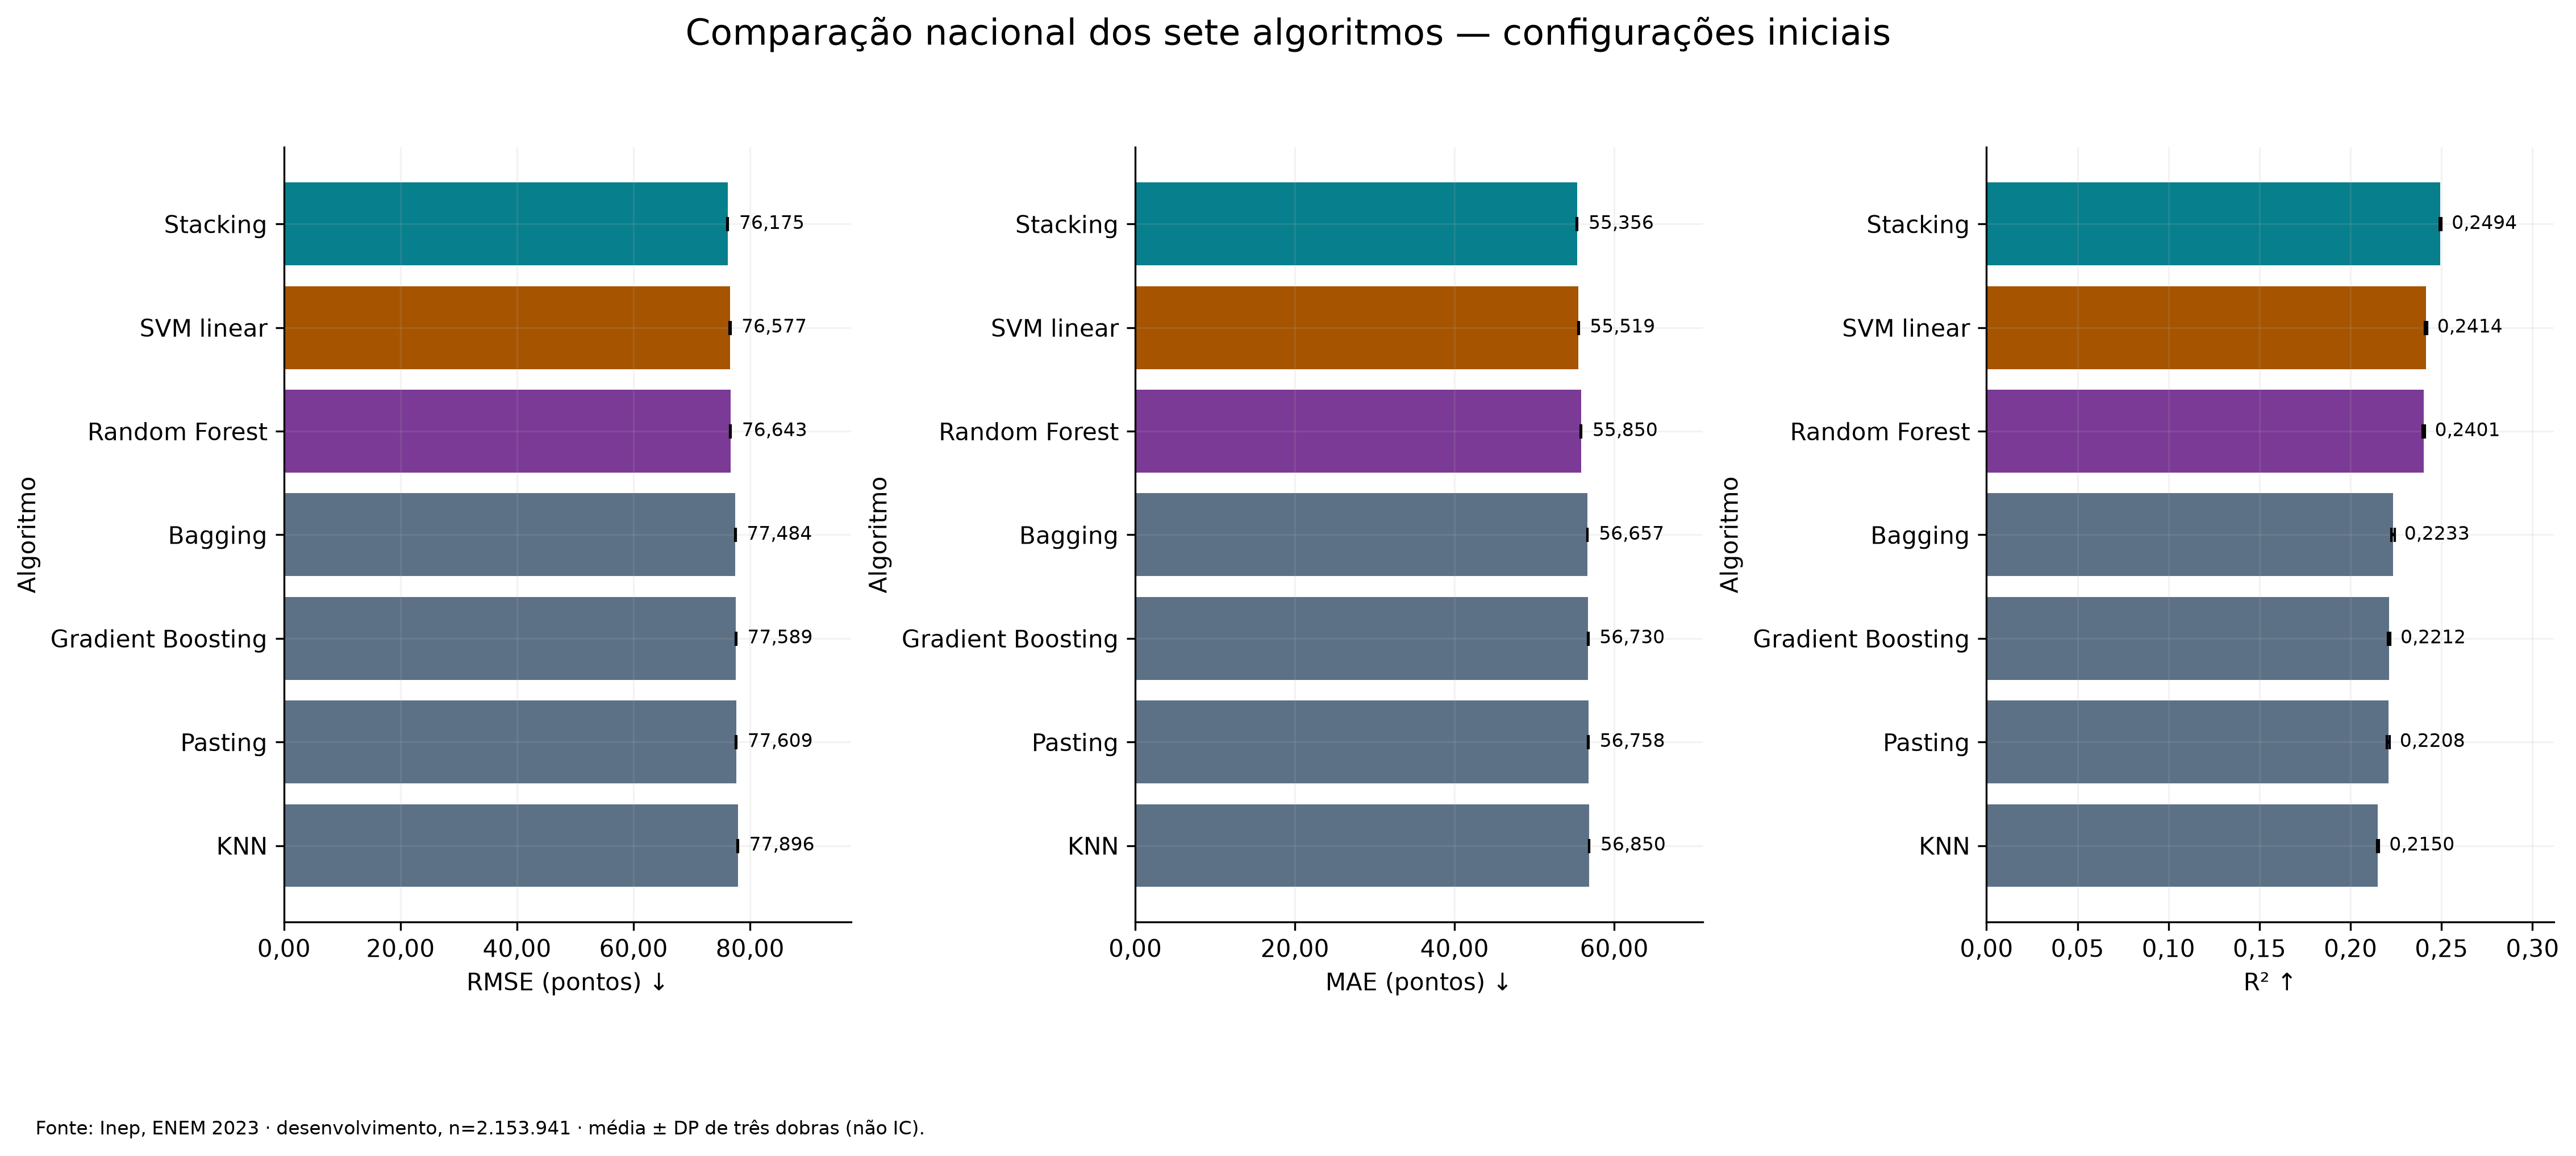 Comparação nacional dos sete algoritmos — configurações iniciais
Algoritmo
Stacking
76,175
SVM linear
76,577
Random Forest
76,643
Bagging
77,484
Gradient Boosting
77,589
Pasting
77,609
KNN
77,896
0,00 20,00 40,00 60,00 80,00
RMSE (pontos) ↓
Algoritmo
Stacking
55,356
SVM linear
55,519
Random Forest
55,850
Bagging
56,657
Gradient Boosting
56,730
Pasting
56,758
KNN
56,850
0,00 20,00 40,00 60,00
MAE (pontos) ↓
Algoritmo
Stacking
0,2494
SVM linear
0,2414
Random Forest
0,2401
Bagging
0,2233
Gradient Boosting
0,2212
Pasting
0,2208
KNN
0,2150
0,00 0,05 0,10 0,15 0,20 0,25 0,30
R² ↑
Fonte: Inep, ENEM 2023 · desenvolvimento, n=2.153.941 · média ± DP de três dobras (não IC).